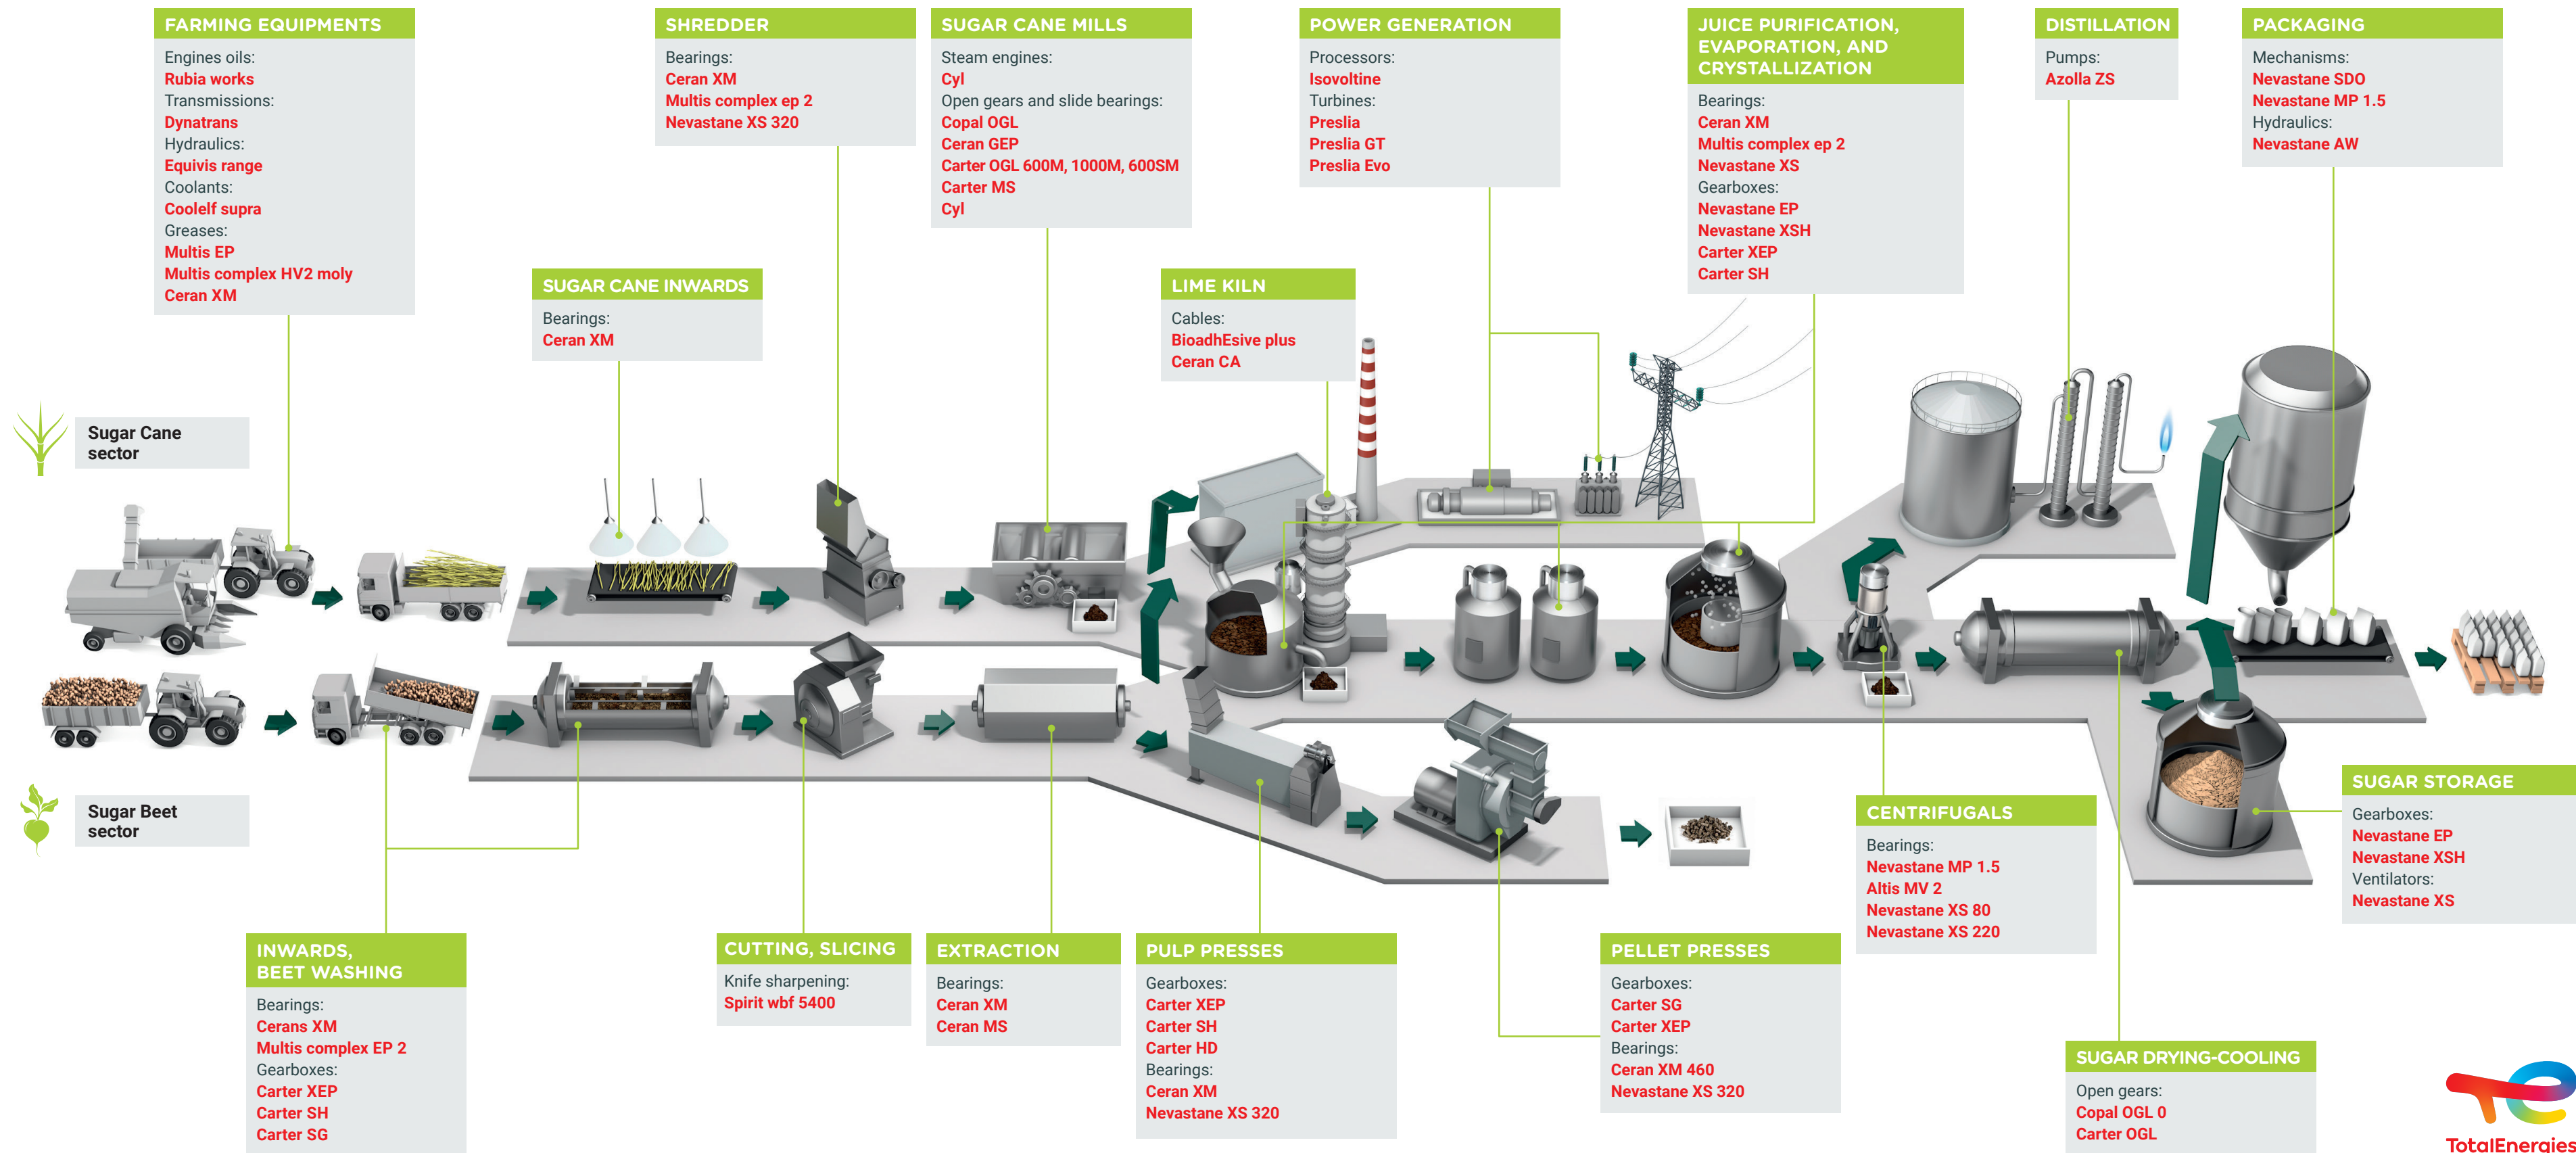 FARMING EQUIPMENTS
Engines oils:
Rubia works
Transmissions:
Dynatrans
Hydraulics:
Equivis range
Coolants:
Coolelf supra
Greases:
Multis EP
Multis complex HV2 moly
Ceran XM
SHREDDER
Bearings:
Ceran XM
Multis complex ep 2
Nevastane XS 320
SUGAR CANE MILLS
Steam engines:
Cyl
Open gears and slide bearings:
Copal OGL
Ceran GEP
Carter OGL 600M, 1000M, 600SM
Carter MS
Cyl
POWER GENERATION
Processors:
Isovoltine
Turbines:
Preslia
Preslia GT
Preslia Evo
JUICE PURIFICATION,
EVAPORATION, AND
CRYSTALLIZATION
Bearings:
Ceran XM
Multis complex ep 2
Nevastane XS
Gearboxes:
Nevastane EP
Nevastane XSH
Carter XEP
Carter SH
DISTILLATION
Pumps:
Azolla ZS
PACKAGING
Mechanisms:
Nevastane SDO
Nevastane MP 1.5
Hydraulics:
Nevastane AW
SUGAR CANE INWARDS
Bearings:
Ceran XM
LIME KILN
Cables:
BioadhEsive plus
Ceran CA
Sugar Cane
sector
Sugar Beet
sector
INWARDS,
BEET WASHING
Bearings:
Cerans XM
Multis complex EP 2
Gearboxes:
Carter XEP
Carter SH
Carter SG
CUTTING, SLICING
Knife sharpening:
Spirit wbf 5400
EXTRACTION
Bearings:
Ceran XM
Ceran MS
PULP PRESSES
Gearboxes:
Carter XEP
Carter SH
Carter HD
Bearings:
Ceran XM
Nevastane XS 320
PELLET PRESSES
Gearboxes:
Carter SG
Carter XEP
Bearings:
Ceran XM 460
Nevastane XS 320
CENTRIFUGALS
Bearings:
Nevastane MP 1.5
Altis MV 2
Nevastane XS 80
Nevastane XS 220
SUGAR STORAGE
Gearboxes:
Nevastane EP
Nevastane XSH
Ventilators:
Nevastane XS
SUGAR DRYING-COOLING
Open gears:
Copal OGL 0
Carter OGL
TotalEnergies